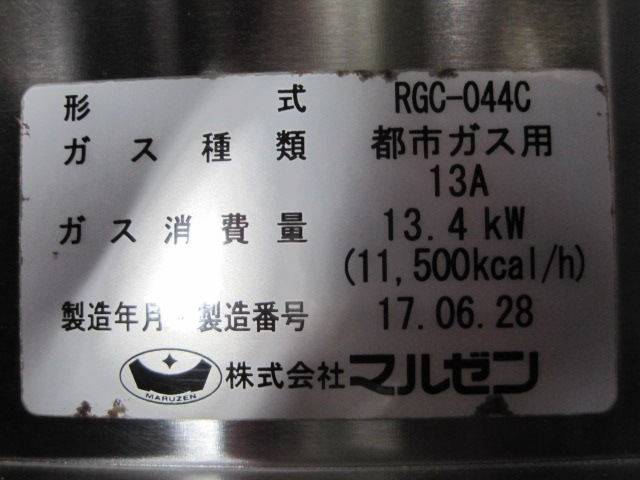 形式 RGC-044C
ガス種類 都市ガス用
13A
ガス消費量 13.4 kW
(11,500kcal/h)
製造年月・製造番号 17.06.28
MARUZEN 株式会社 マルゼン